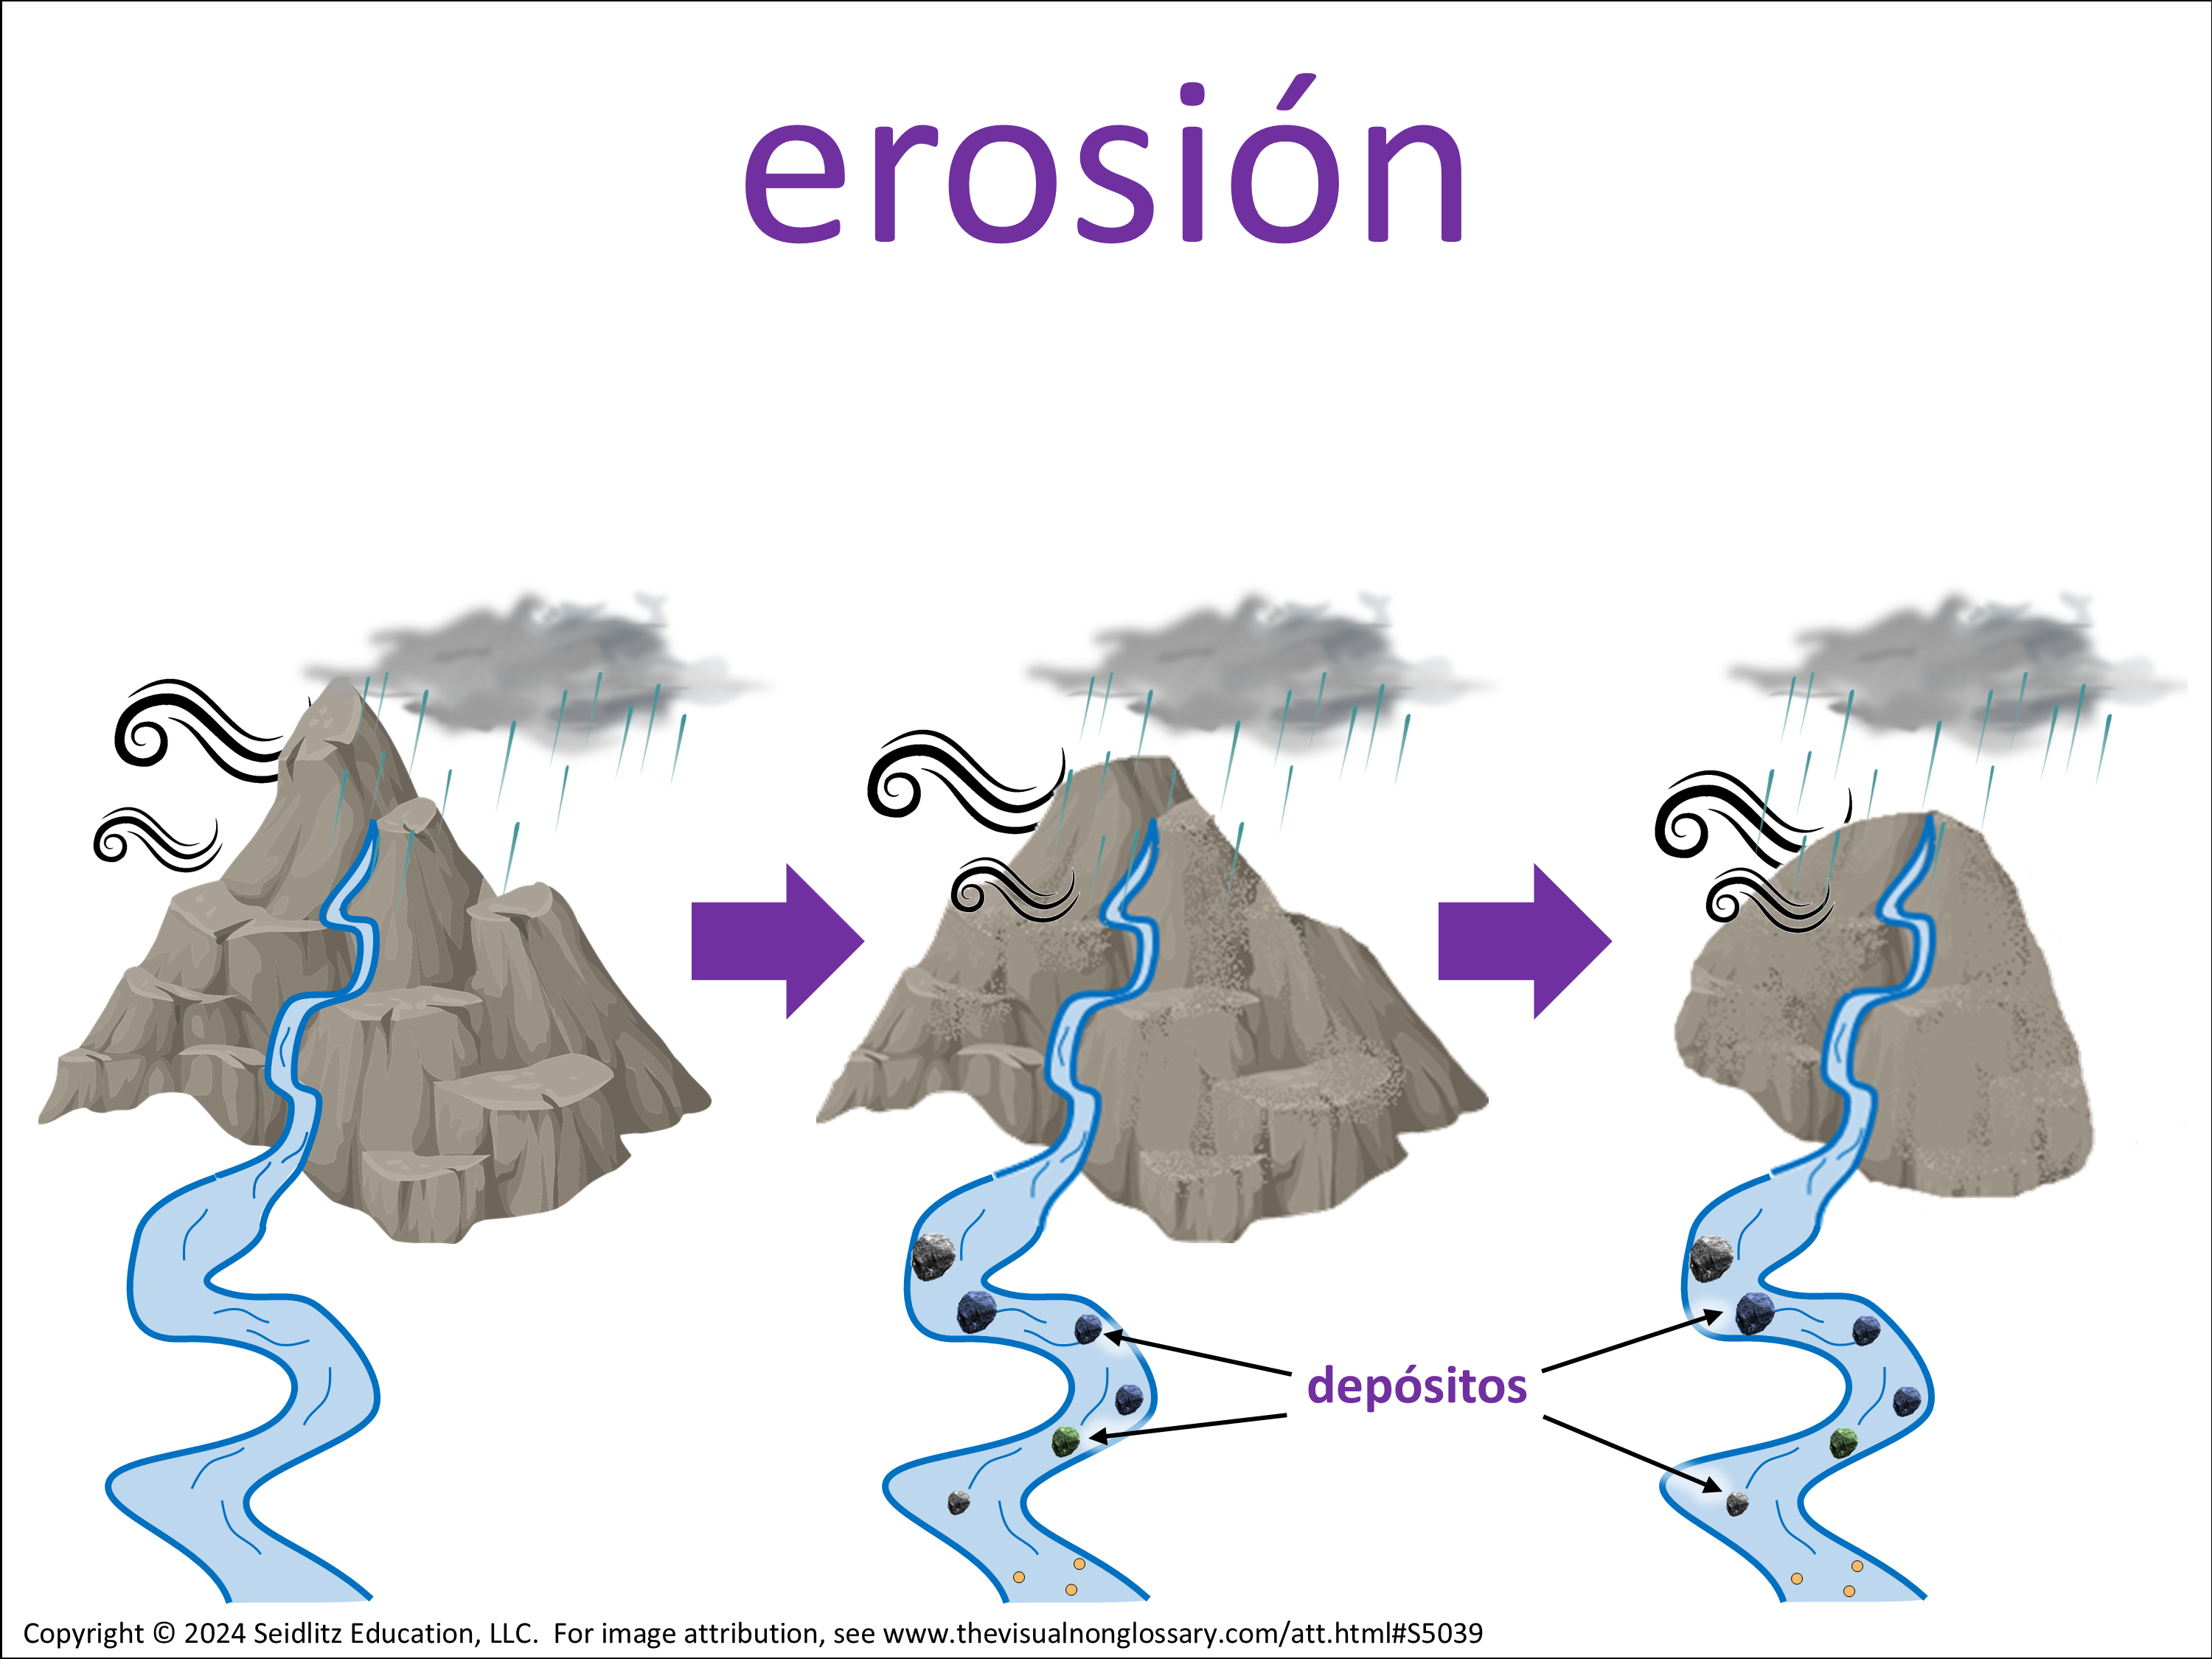 erosión
depósitos
Copyright © 2024 Seidlitz Education, LLC.  For image attribution, see www.thevisualnonglossary.com/att.html#S5039